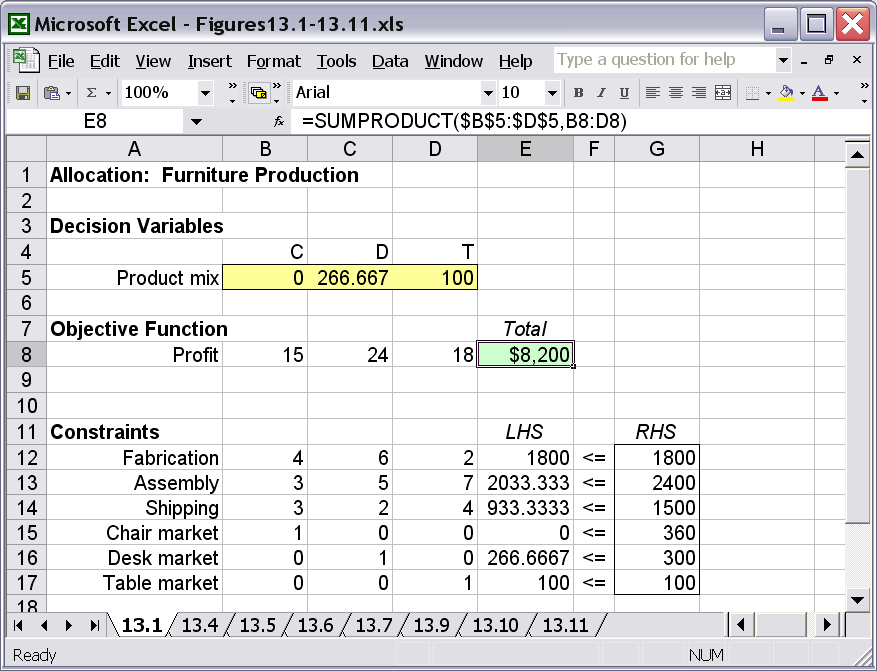 Microsoft Excel - Figures13.1-13.11.xls
File Edit View Insert Format Tools Data Window Help Type a question for help
Σ 100% » » Arial 10 B I U A »
E8 fx =SUMPRODUCT($B$5:$D$5,B8:D8)
A B C D E F G H
1 Allocation: Furniture Production
2
3 Decision Variables
4 C D T
5 Product mix 0 266.667 100
6
7 Objective Function Total
8 Profit 15 24 18 $8,200
9
10
11 Constraints LHS RHS
12 Fabrication 4 6 2 1800 <= 1800
13 Assembly 3 5 7 2033.333 <= 2400
14 Shipping 3 2 4 933.3333 <= 1500
15 Chair market 1 0 0 0 <= 360
16 Desk market 0 1 0 266.6667 <= 300
17 Table market 0 0 1 100 <= 100
18
13.1 13.4 13.5 13.6 13.7 13.9 13.10 13.11
Ready NUM